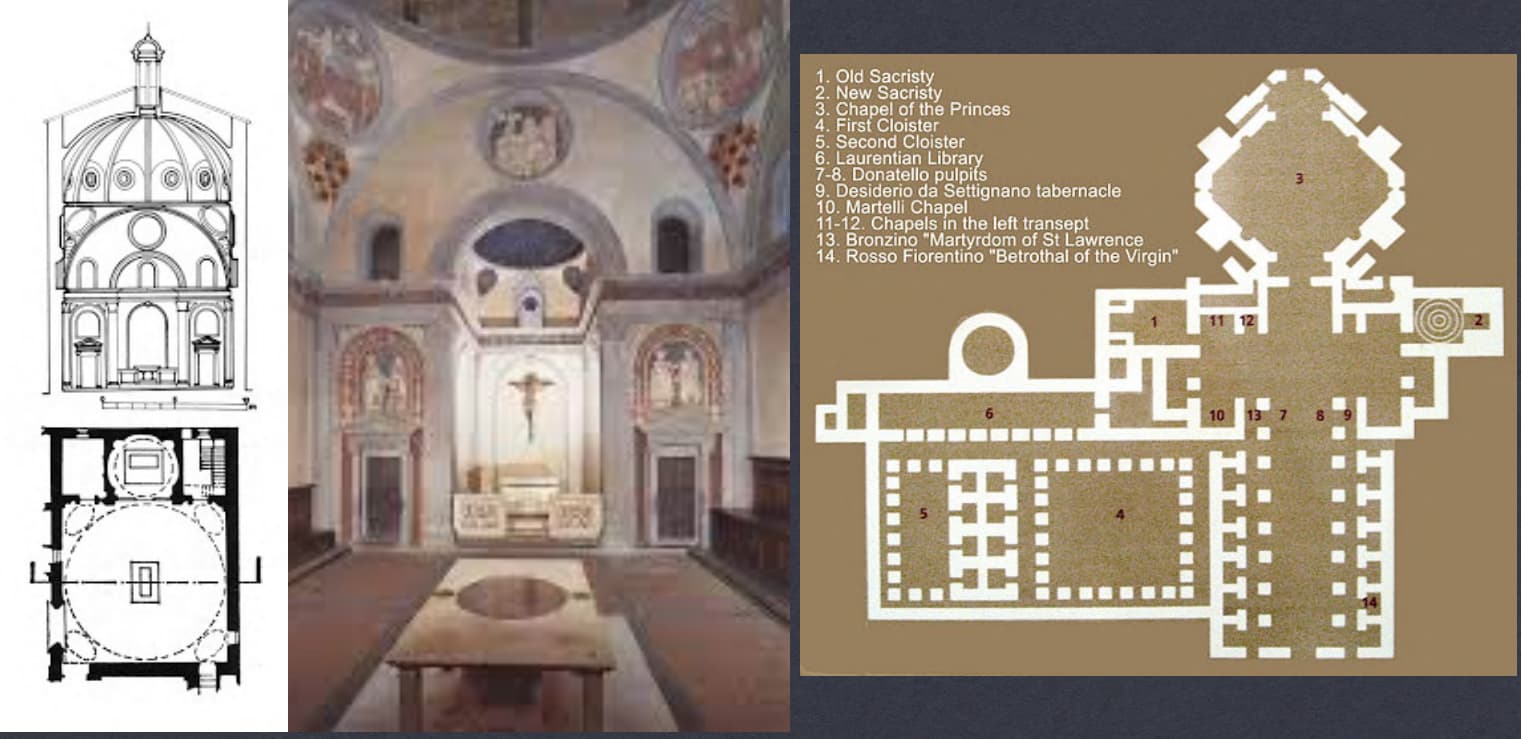 1. Old Sacristy
2. New Sacristy
3. Chapel of the Princes
4. First Cloister
5. Second Cloister
6. Laurentian Library
7-8. Donatello pulpits
9. Desiderio da Settignano tabernacle
10. Martelli Chapel
11-12. Chapels in the left transept
13. Bronzino "Martyrdom of St Lawrence
14. Rosso Fiorentino "Betrothal of the Virgin"
3
1 11 12 2
6 10 13 7 8 9
5 4
14